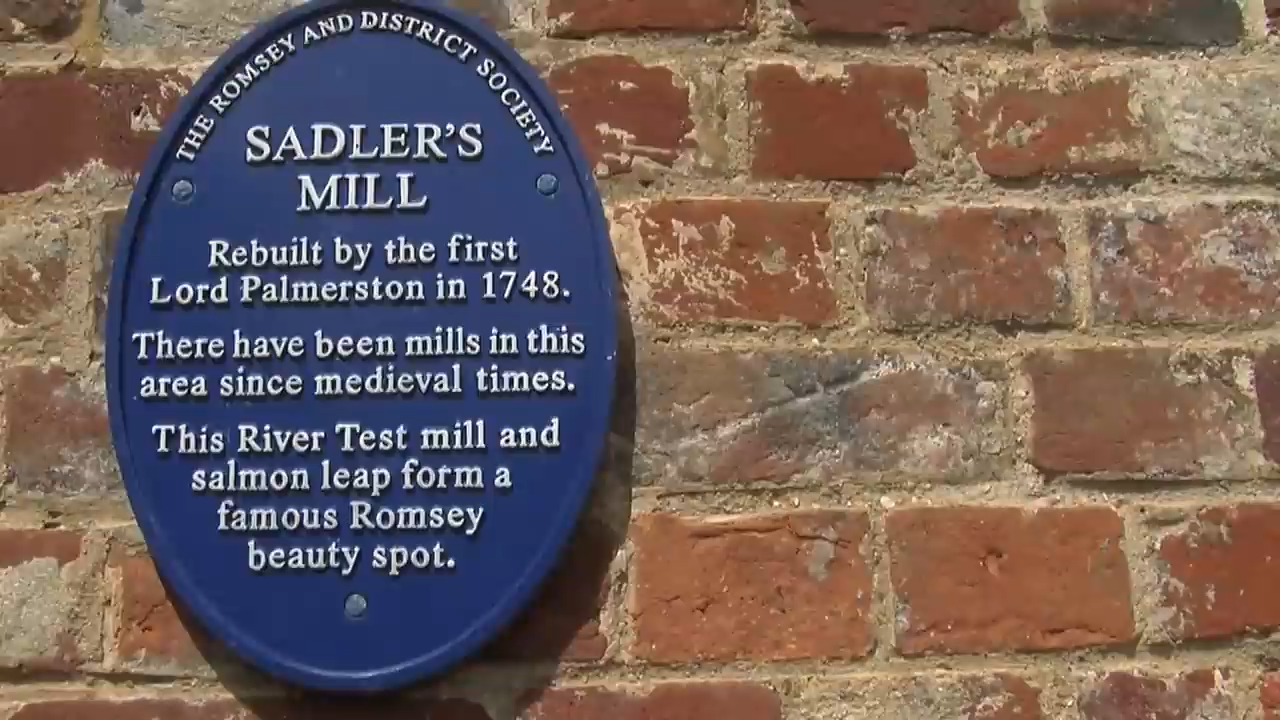 THE ROMSEY AND DISTRICT SOCIETY
SADLER'S
MILL
Rebuilt by the first
Lord Palmerston in 1748.
There have been mills in this
area since medieval times.
This River Test mill and
salmon leap form a
famous Romsey
beauty spot.